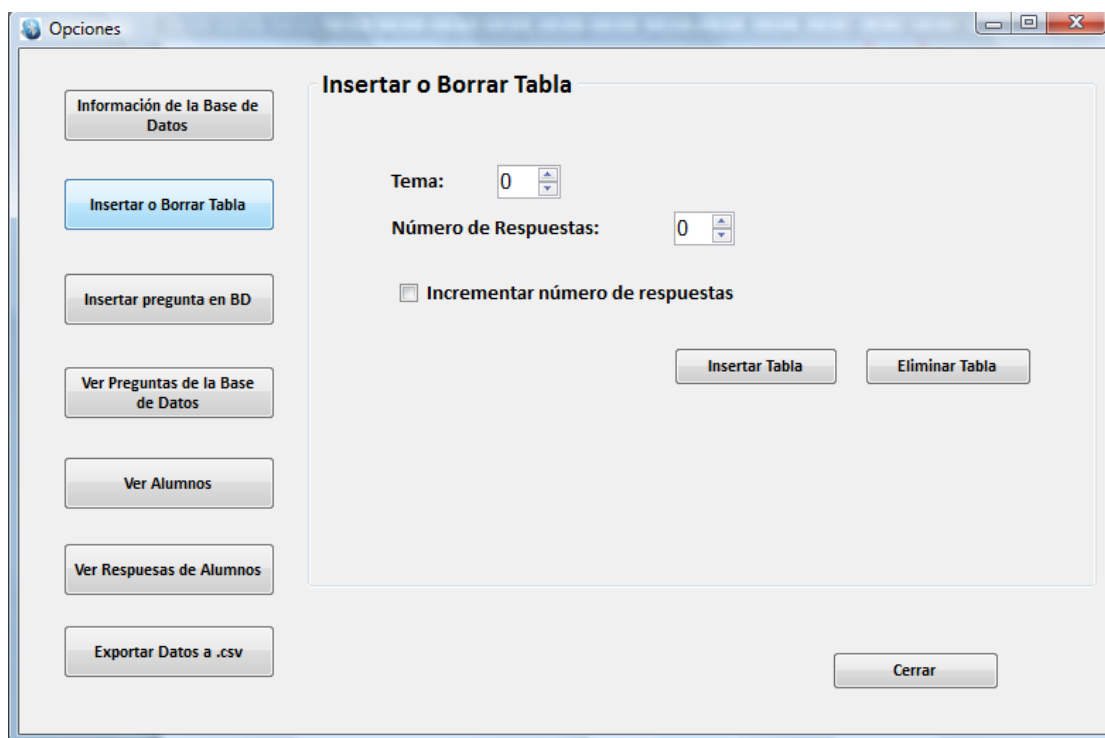 Opciones
Información de la Base de
Datos
Insertar o Borrar Tabla
Insertar pregunta en BD
Ver Preguntas de la Base
de Datos
Ver Alumnos
Ver Respuesas de Alumnos
Exportar Datos a .csv
Insertar o Borrar Tabla
Tema: 0
Número de Respuestas: 0
Incrementar número de respuestas
Insertar Tabla Eliminar Tabla
Cerrar